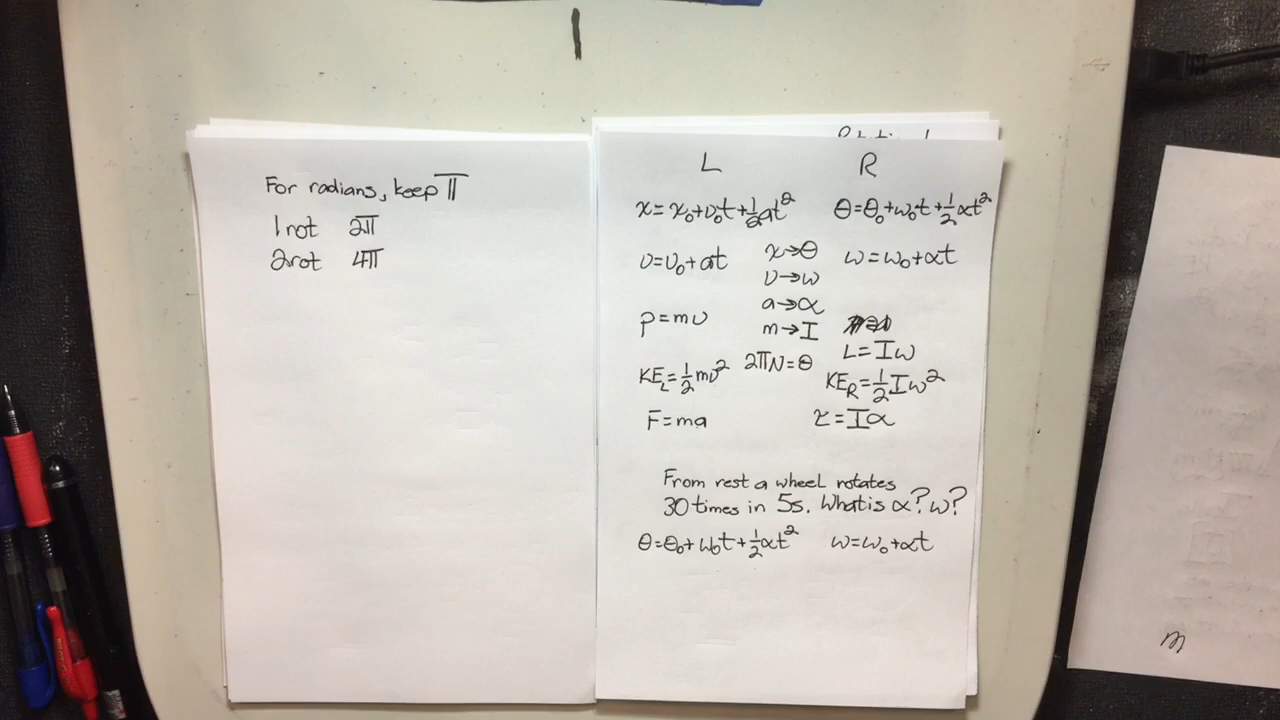 For radians, keep π
1 rot 2π
2 rot 4π
L R
x = x₀ + v₀t + ½at² θ = θ₀ + ω₀t + ½αt²
v = v₀ + at x → θ ω = ω₀ + αt
v → ω
a → α
p = mv m → I
L = Iω
KE_L = ½mv² 2πN = θ KE_R = ½Iω²
F = ma τ = Iα
From rest a wheel rotates
30 times in 5s. What is α? ω?
θ = θ₀ + ω₀t + ½αt² ω = ω₀ + αt
m